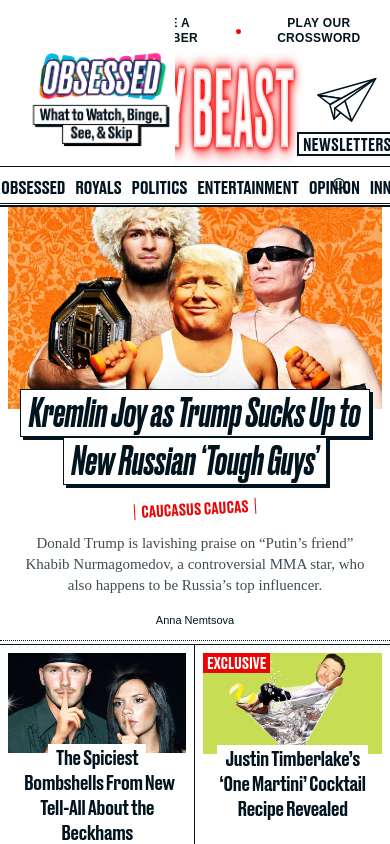 E A
BER
PLAY OUR
CROSSWORD
OBSESSED
What to Watch, Binge,
See, & Skip
Y BEAST
NEWSLETTERS
OBSESSED ROYALS POLITICS ENTERTAINMENT OPINION INN
Kremlin Joy as Trump Sucks Up to
New Russian ‘Tough Guys’
CAUCASUS CAUCAS
Donald Trump is lavishing praise on “Putin’s friend”
Khabib Nurmagomedov, a controversial MMA star, who
also happens to be Russia’s top influencer.
Anna Nemtsova
The Spiciest
Bombshells From New
Tell-All About the
Beckhams
EXCLUSIVE
Justin Timberlake’s
‘One Martini’ Cocktail
Recipe Revealed